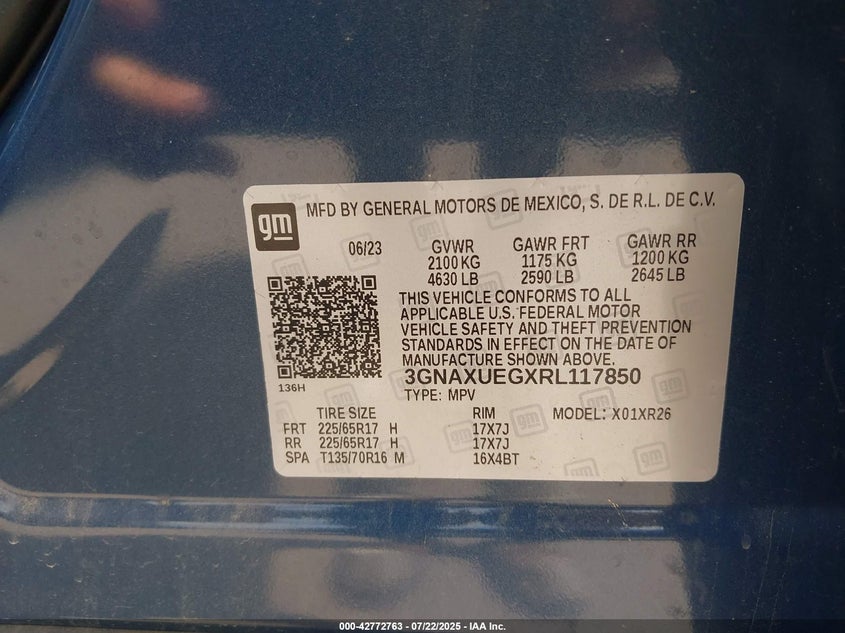 gm
MFD BY GENERAL MOTORS DE MEXICO, S. DE R.L. DE C.V.
06/23 GVWR GAWR FRT GAWR RR
2100 KG 1175 KG 1200 KG
4630 LB 2590 LB 2645 LB
THIS VEHICLE CONFORMS TO ALL
APPLICABLE U.S. FEDERAL MOTOR
VEHICLE SAFETY AND THEFT PREVENTION
STANDARDS IN EFFECT ON THE DATE OF
MANUFACTURE SHOWN ABOVE.
136H
3GNAXUEGXRL117850
TYPE: MPV
TIRE SIZE RIM MODEL: X01XR26
FRT 225/65R17 H 17X7J
RR 225/65R17 H 17X7J
SPA T135/70R16 M 16X4BT
000-42772763 - 07/22/2025 - IAA Inc.